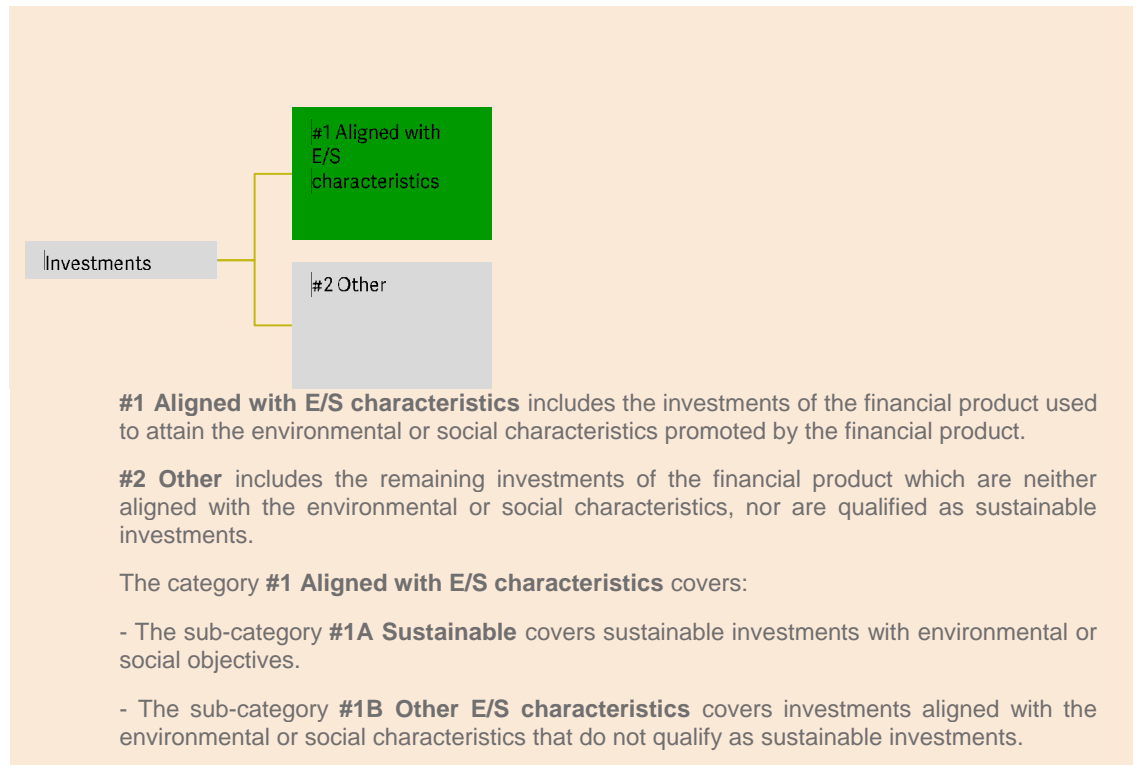 #1 Aligned with
E/S
characteristics
Investments
#2 Other
#1 Aligned with E/S characteristics includes the investments of the financial product used
to attain the environmental or social characteristics promoted by the financial product.
#2 Other includes the remaining investments of the financial product which are neither
aligned with the environmental or social characteristics, nor are qualified as sustainable
investments.
The category #1 Aligned with E/S characteristics covers:
- The sub-category #1A Sustainable covers sustainable investments with environmental or
social objectives.
- The sub-category #1B Other E/S characteristics covers investments aligned with the
environmental or social characteristics that do not qualify as sustainable investments.